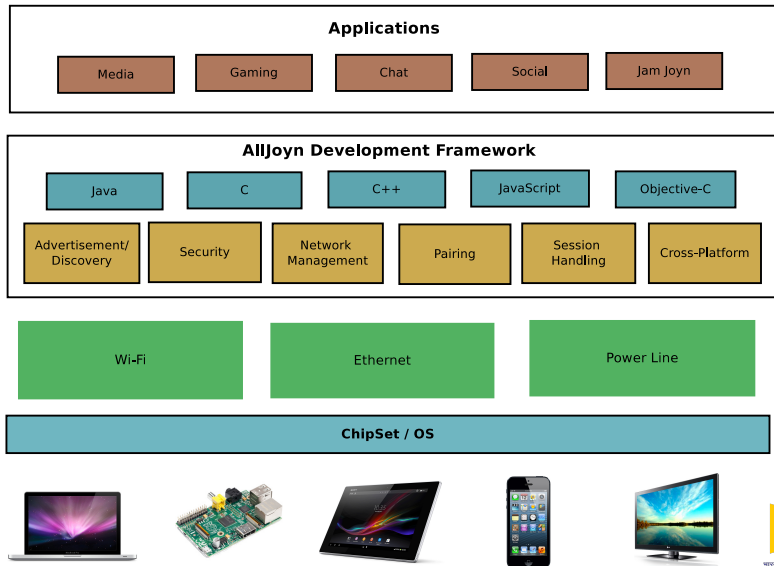 Applications
Media
Gaming
Chat
Social
Jam Joyn
AllJoyn Development Framework
Java
C
C++
JavaScript
Objective-C
Advertisement/
Discovery
Security
Network
Management
Pairing
Session
Handling
Cross-Platform
Wi-Fi
Ethernet
Power Line
ChipSet / OS